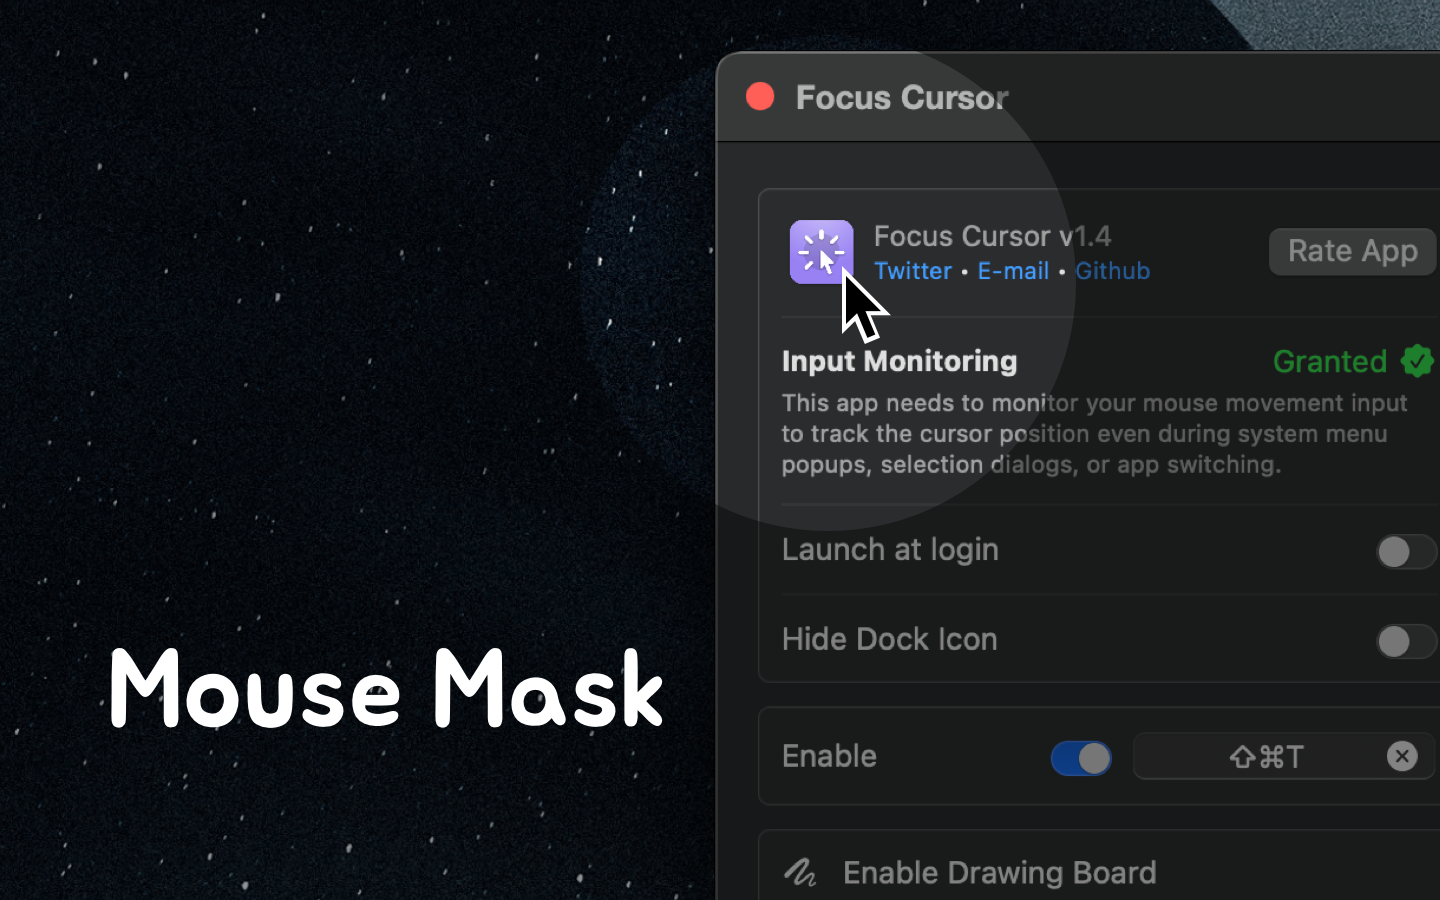 Focus Cursor
Focus Cursor v1.4
Twitter • E-mail • Github
Rate App
Input Monitoring
Granted
This app needs to monitor your mouse movement input
to track the cursor position even during system menu
popups, selection dialogs, or app switching.
Launch at login
Hide Dock Icon
Mouse Mask
Enable
⇧⌘T
Enable Drawing Board